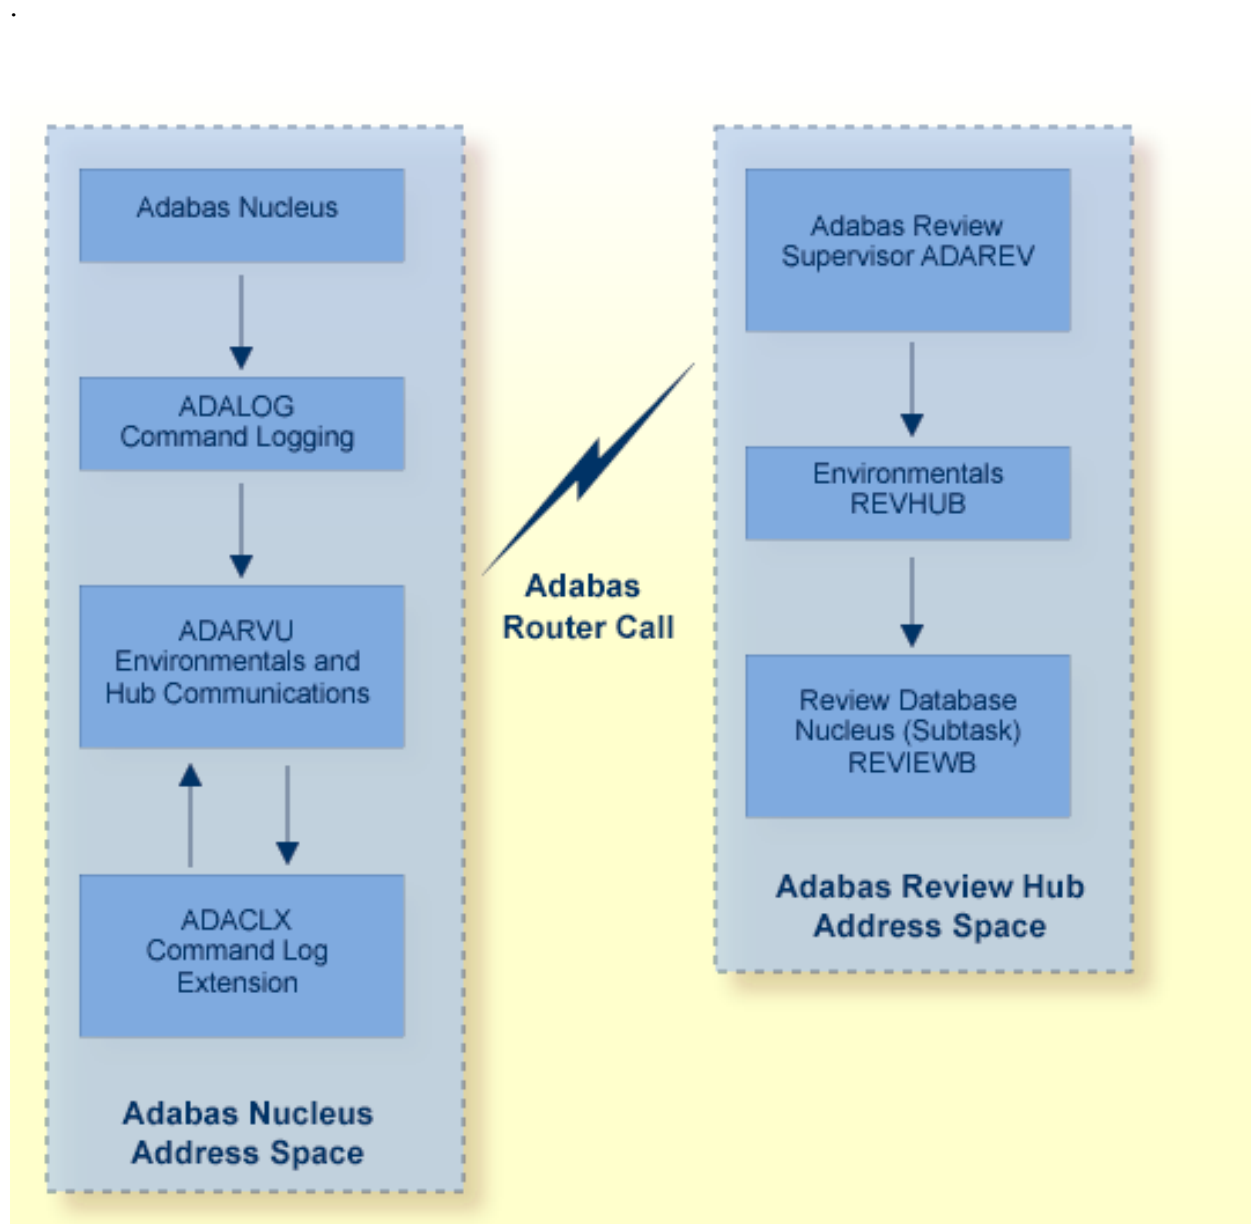 .
Adabas Nucleus
ADALOG
Command Logging
ADARVU
Environmentals and
Hub Communications
ADACLX
Command Log
Extension
Adabas Nucleus
Address Space
Adabas
Router Call
Adabas Review
Supervisor ADAREV
Environmentals
REVHUB
Review Database
Nucleus (Subtask)
REVIEWB
Adabas Review Hub
Address Space